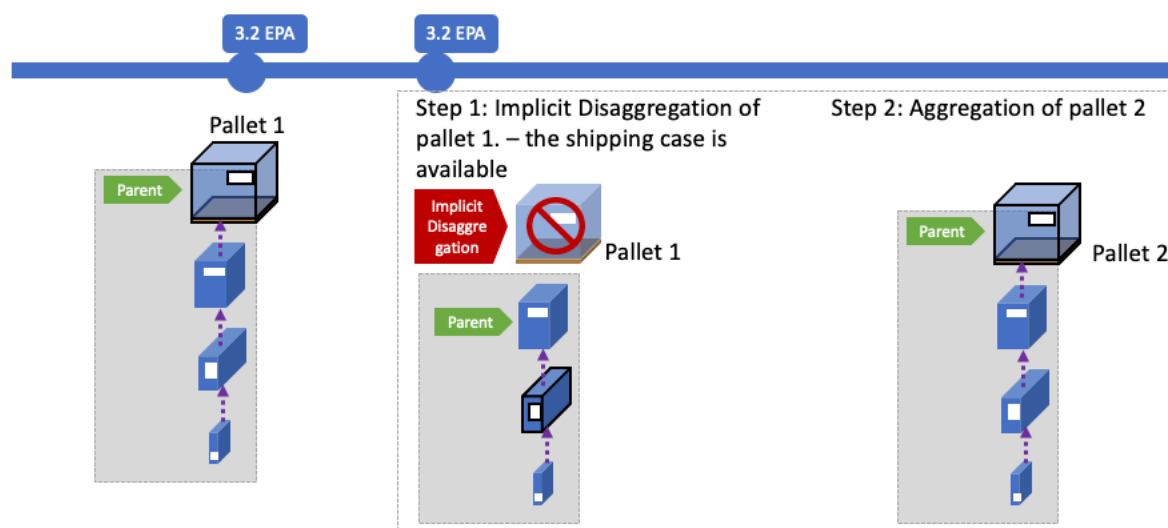 3.2 EPA
3.2 EPA
Pallet 1
Parent
Step 1: Implicit Disaggregation of
pallet 1. – the shipping case is
available
Implicit
Disaggre
gation
Pallet 1
Parent
Step 2: Aggregation of pallet 2
Parent
Pallet 2